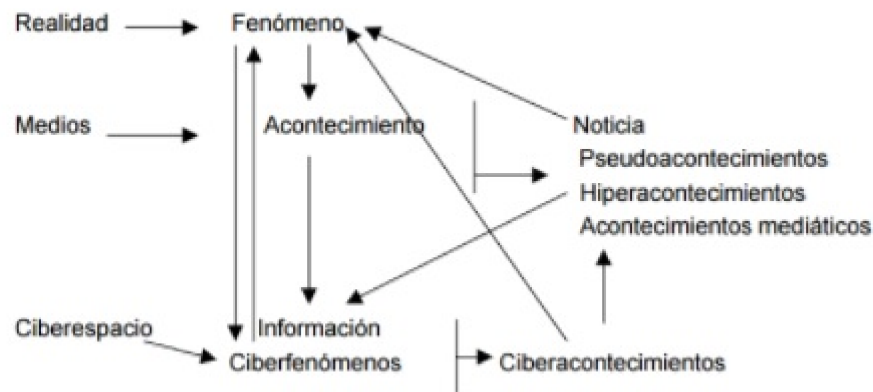 Realidad Fenómeno
Medios Acontecimiento Noticia
Pseudoacontecimientos
Hiperacontecimientos
Acontecimientos mediáticos
Ciberespacio Información
Ciberfenómenos Ciberacontecimientos